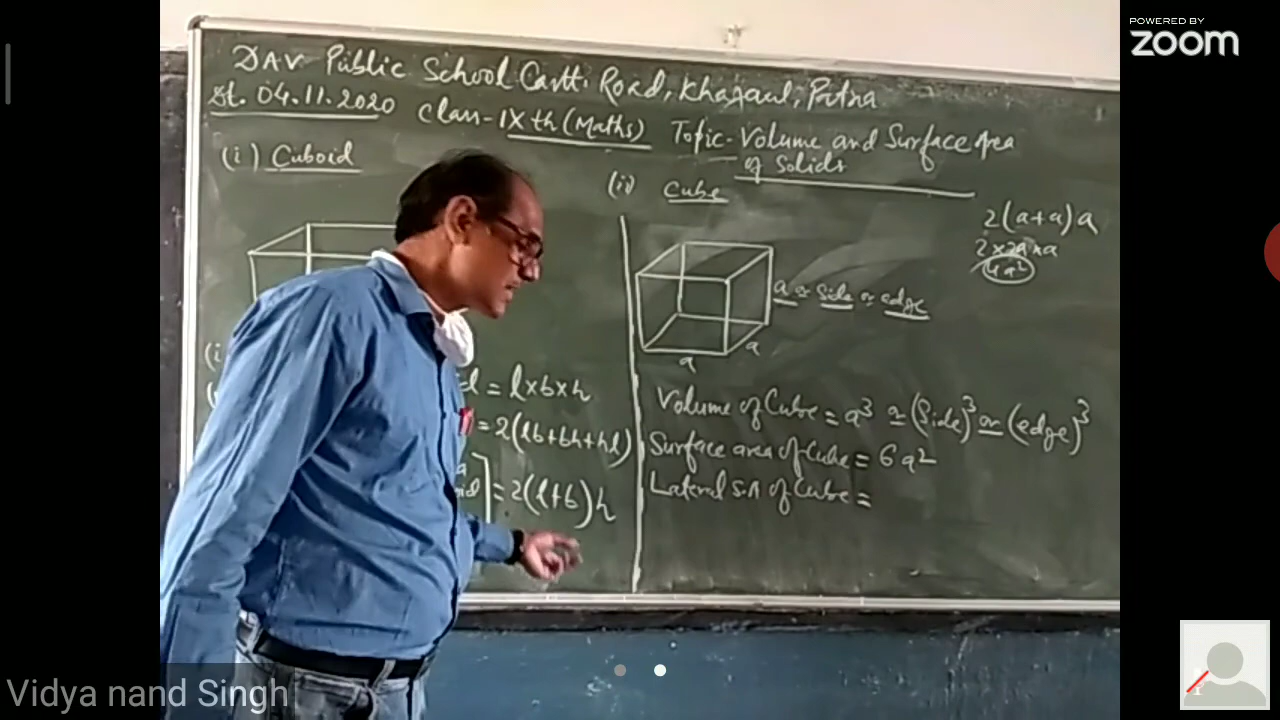 POWERED BY
zoom
DAV Public School Cantt. Road, Khagaul, Patna
dt. 04.11.2020 Class-IXth (Maths) Topic-Volume and Surface Area
of Solids
(i) Cuboid
(ii) Cube
2(a+a)a
2×2a×a
4a²
a or side or edge
a
a
(i
= l×b×h
= 2(lb+bh+hl)
= 2(l+b)h
Volume of Cube = a³ or (Side)³ or (edge)³
Surface area of Cube = 6a²
Lateral S.A of Cube =
Vidya nand Singh